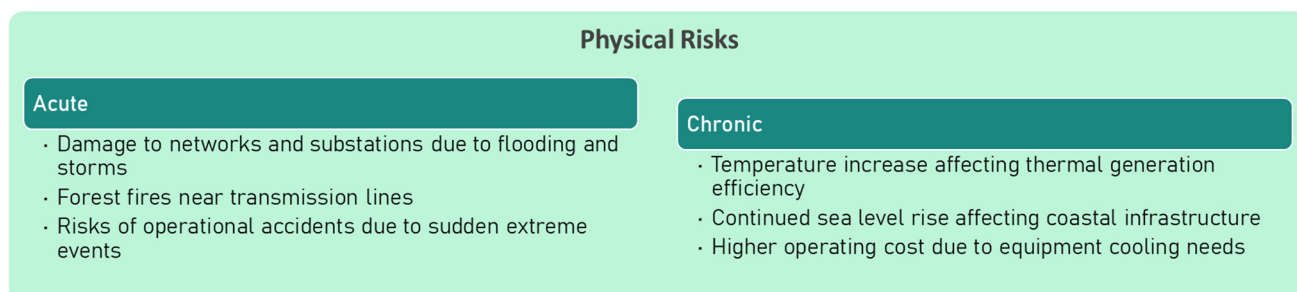 Physical Risks
Acute
· Damage to networks and substations due to flooding and
storms
· Forest fires near transmission lines
· Risks of operational accidents due to sudden extreme
events
Chronic
· Temperature increase affecting thermal generation
efficiency
· Continued sea level rise affecting coastal infrastructure
· Higher operating cost due to equipment cooling needs